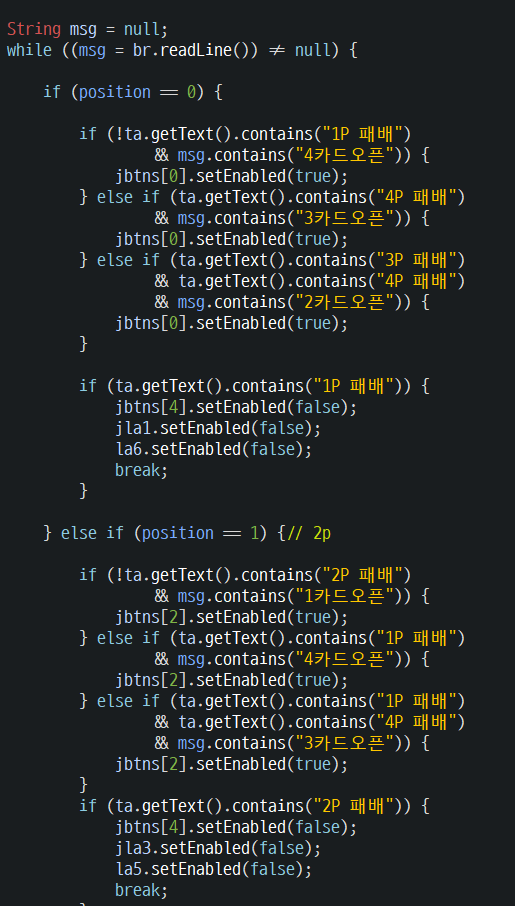 String msg = null;
while ((msg = br.readLine()) ≠ null) {
if (position == 0) {
if (!ta.getText().contains("1P 패배")
&& msg.contains("4카드오픈")) {
jbtns[0].setEnabled(true);
} else if (ta.getText().contains("4P 패배")
&& msg.contains("3카드오픈")) {
jbtns[0].setEnabled(true);
} else if (ta.getText().contains("3P 패배")
&& ta.getText().contains("4P 패배")
&& msg.contains("2카드오픈")) {
jbtns[0].setEnabled(true);
}
if (ta.getText().contains("1P 패배")) {
jbtns[4].setEnabled(false);
jla1.setEnabled(false);
la6.setEnabled(false);
break;
}
} else if (position == 1) {// 2p
if (!ta.getText().contains("2P 패배")
&& msg.contains("1카드오픈")) {
jbtns[2].setEnabled(true);
} else if (ta.getText().contains("1P 패배")
&& msg.contains("4카드오픈")) {
jbtns[2].setEnabled(true);
} else if (ta.getText().contains("1P 패배")
&& ta.getText().contains("4P 패배")
&& msg.contains("3카드오픈")) {
jbtns[2].setEnabled(true);
}
if (ta.getText().contains("2P 패배")) {
jbtns[4].setEnabled(false);
jla3.setEnabled(false);
la5.setEnabled(false);
break;